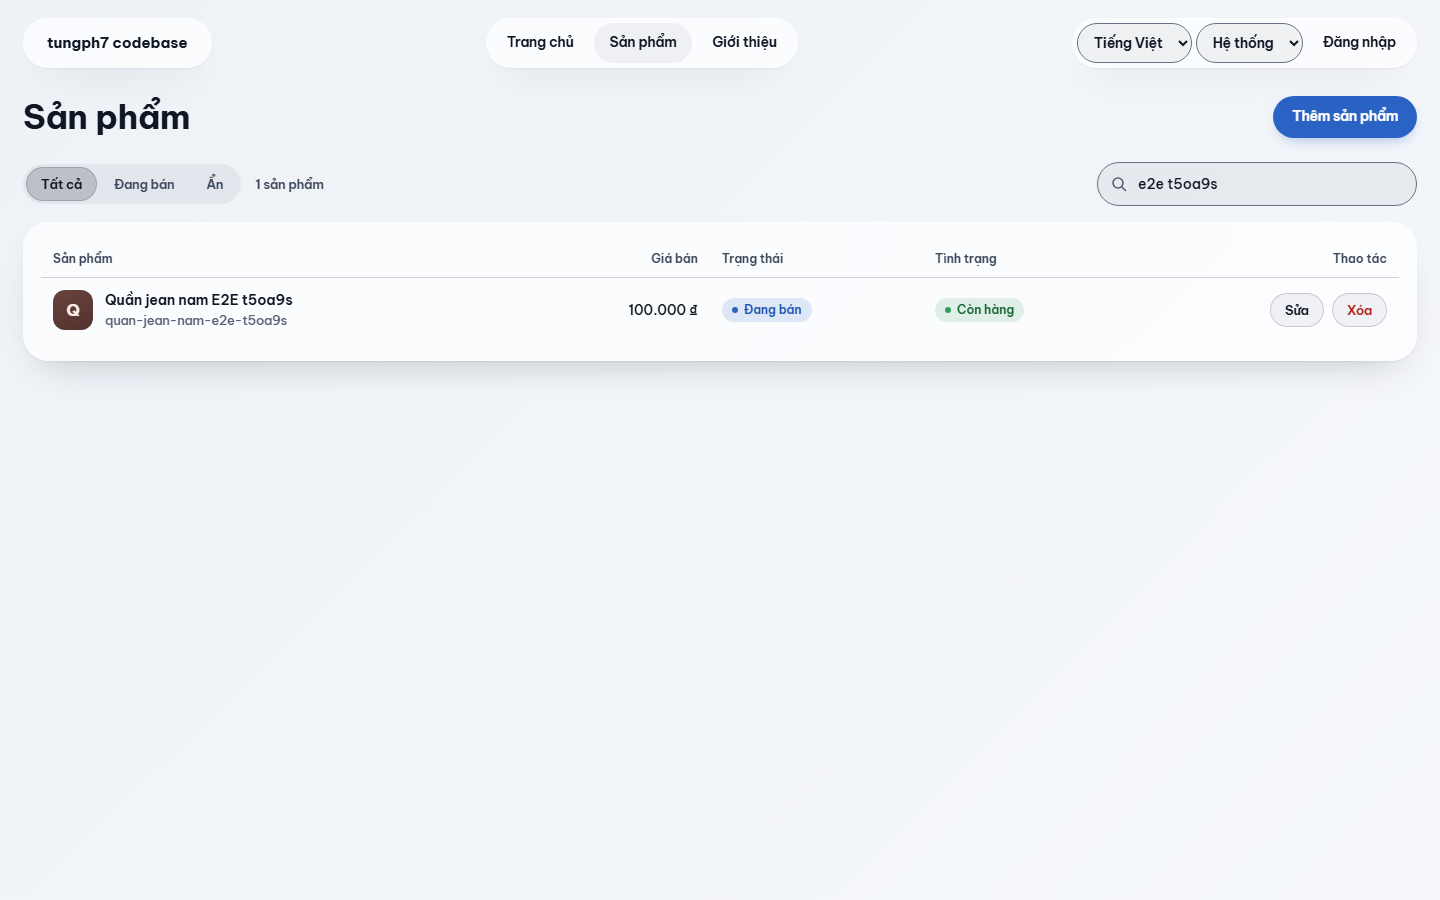 tungph7 codebase
Trang chủ Sản phẩm Giới thiệu
Tiếng Việt Hệ thống Đăng nhập
Sản phẩm
Thêm sản phẩm
Tất cả Đang bán Ẩn 1 sản phẩm
e2e t5oa9s
Sản phẩm Giá bán Trạng thái Tình trạng Thao tác
Q
Quần jean nam E2E t5oa9s
quan-jean-nam-e2e-t5oa9s
100.000 ₫ Đang bán Còn hàng Sửa Xóa